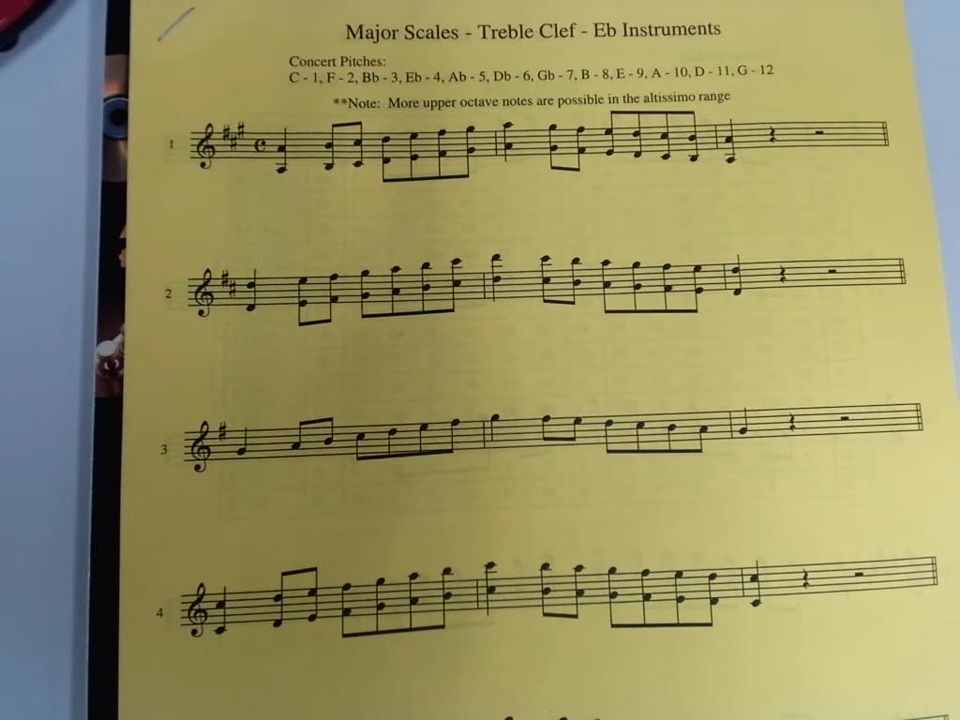 Major Scales - Treble Clef - Eb Instruments
Concert Pitches:
C - 1, F - 2, Bb - 3, Eb - 4, Ab - 5, Db - 6, Gb - 7, B - 8, E - 9, A - 10, D - 11, G - 12
**Note: More upper octave notes are possible in the altissimo range
1
2
3
4